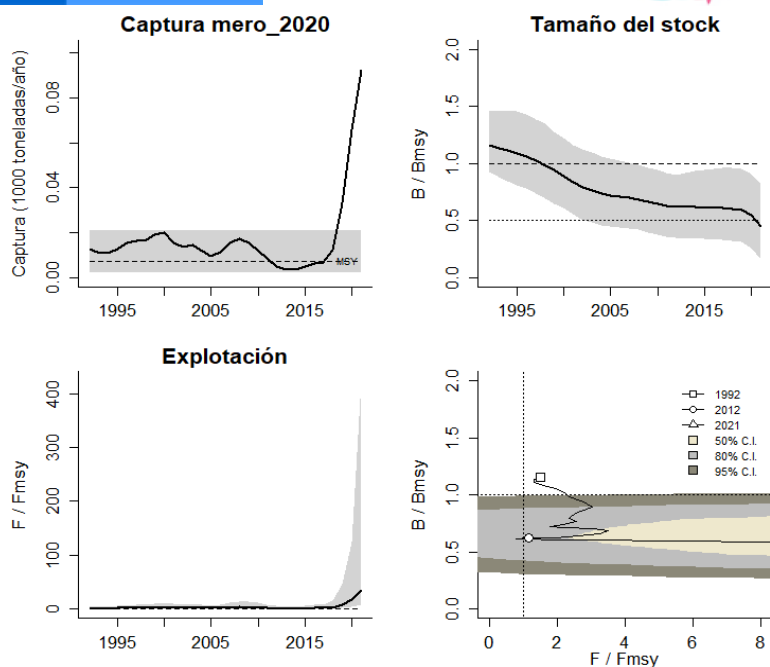 Captura mero_2020
Captura (1000 toneladas/año)
0.00
0.04
0.08
MSY
1995
2005
2015
Tamaño del stock
B / Bmsy
0.0
0.5
1.0
1.5
2.0
1995
2005
2015
Explotación
F / Fmsy
0
100
200
300
400
1995
2005
2015
B / Bmsy
0.0
0.5
1.0
1.5
2.0
1992
2012
2021
50% C.I.
80% C.I.
95% C.I.
0
2
4
6
8
F / Fmsy